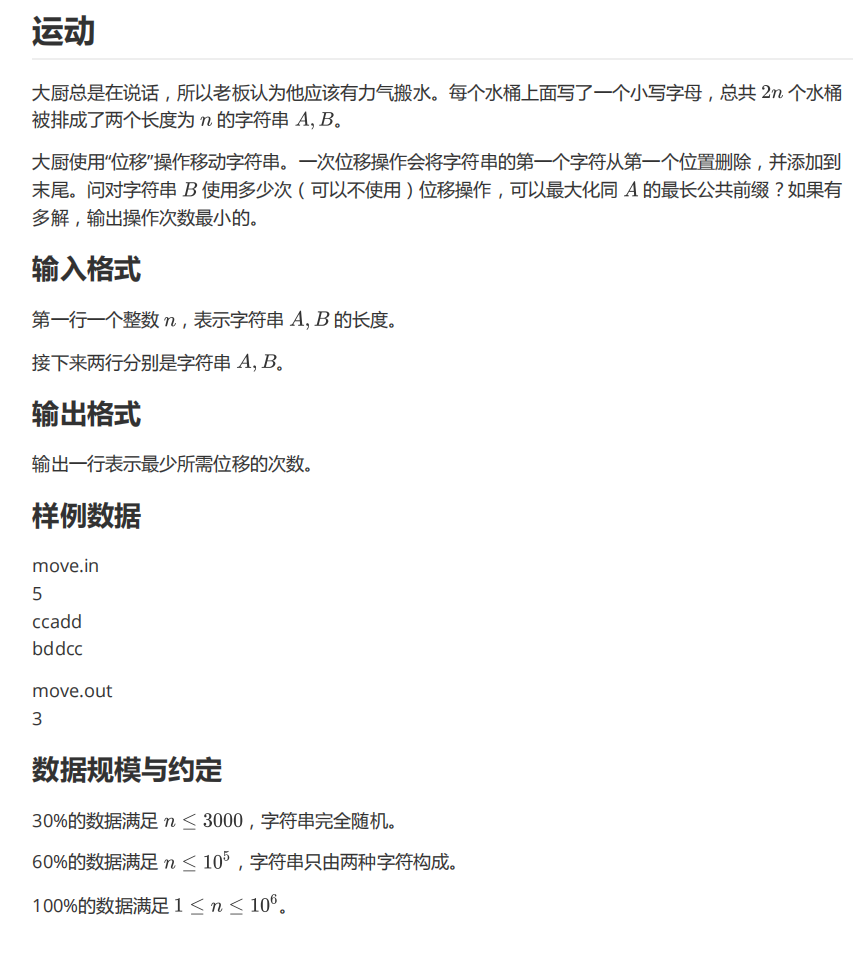 运动
大厨总是在说话，所以老板认为他应该有力气搬水。每个水桶上面写了一个小写字母，总共 2n 个水桶
被排成了两个长度为 n 的字符串 A, B。
大厨使用“位移”操作移动字符串。一次位移操作会将字符串的第一个字符从第一个位置删除，并添加到
末尾。问对字符串 B 使用多少次（可以不使用）位移操作，可以最大化同 A 的最长公共前缀？如果有
多解，输出操作次数最小的。
输入格式
第一行一个整数 n，表示字符串 A, B 的长度。
接下来两行分别是字符串 A, B。
输出格式
输出一行表示最少所需位移的次数。
样例数据
move.in
5
ccadd
bddcc
move.out
3
数据规模与约定
30%的数据满足 n ≤ 3000，字符串完全随机。
60%的数据满足 n ≤ 10^5，字符串只由两种字符构成。
100%的数据满足 1 ≤ n ≤ 10^6。